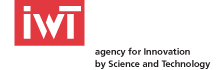 iwt
agency for Innovation
by Science and Technology